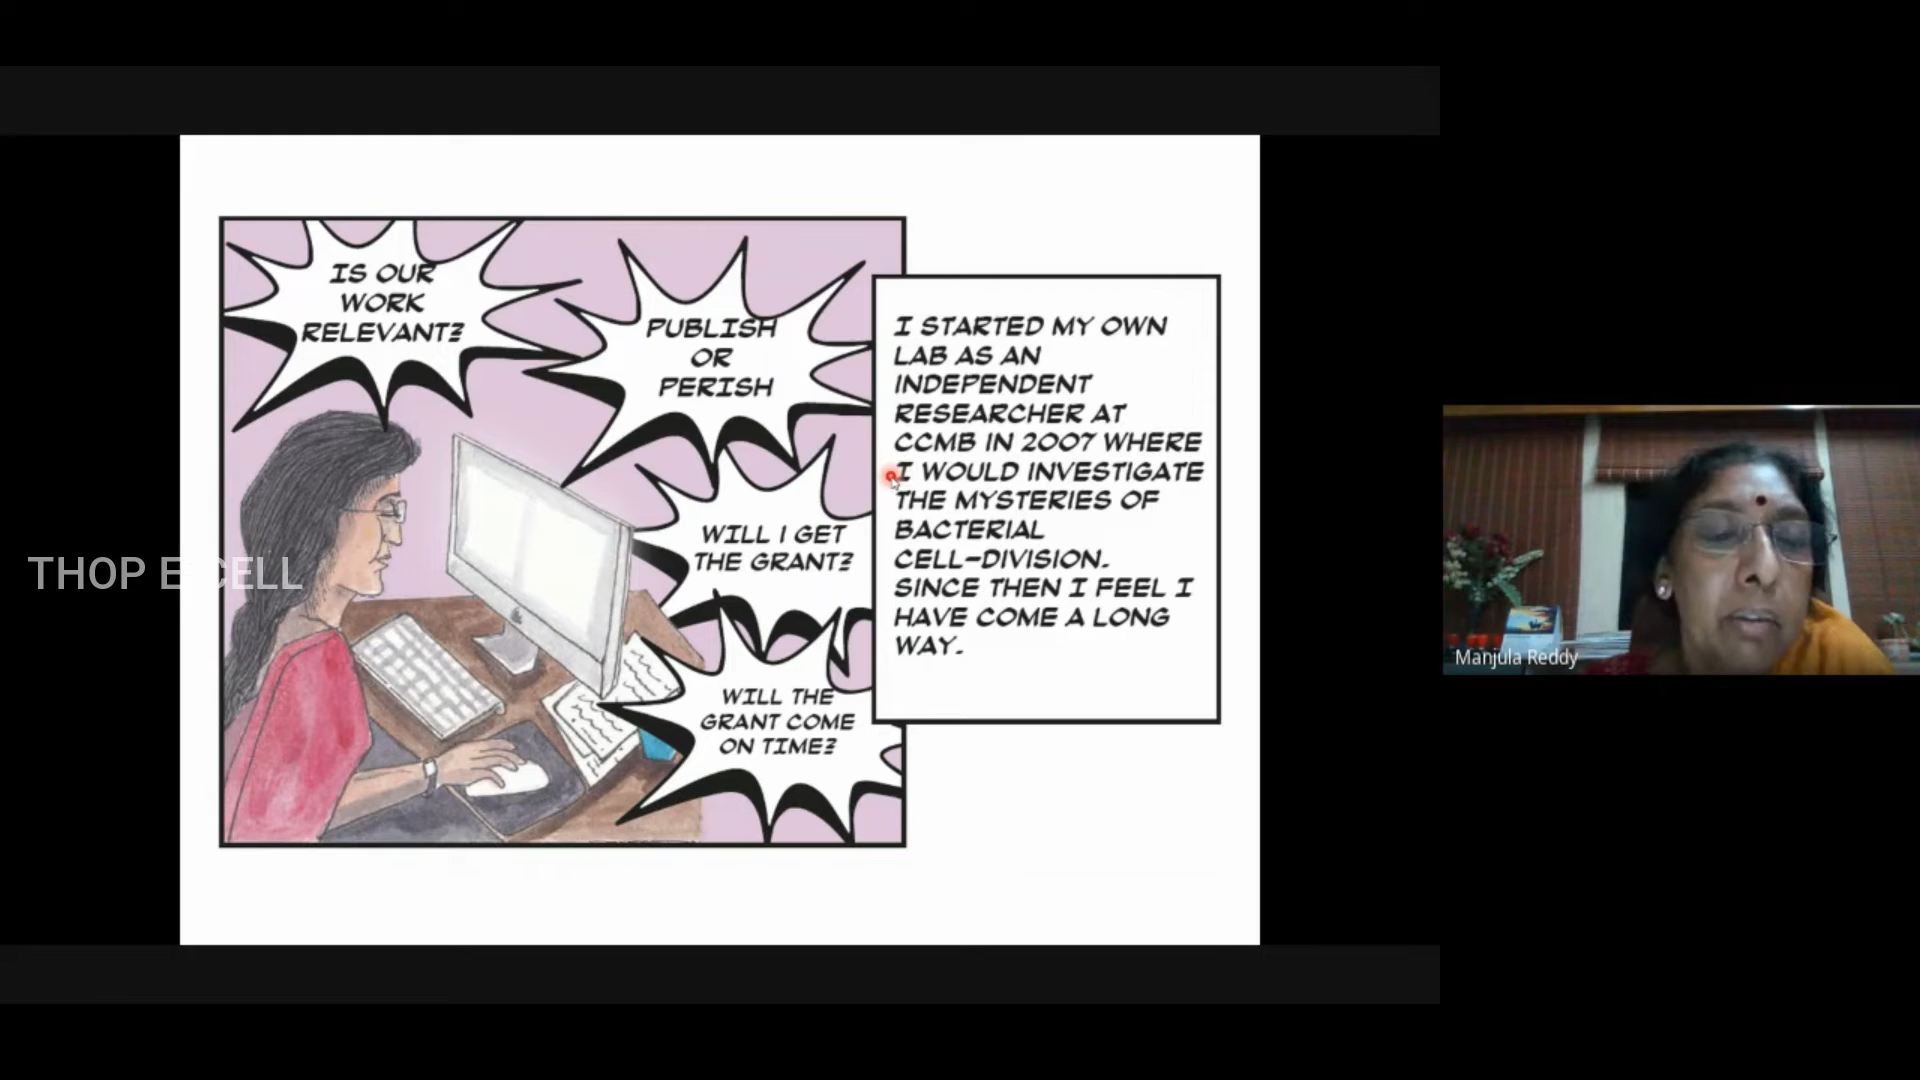 IS OUR
WORK
RELEVANT?
PUBLISH
OR
PERISH
WILL I GET
THE GRANT?
WILL THE
GRANT COME
ON TIME?
I STARTED MY OWN
LAB AS AN
INDEPENDENT
RESEARCHER AT
CCMB IN 2007 WHERE
I WOULD INVESTIGATE
THE MYSTERIES OF
BACTERIAL
CELL-DIVISION.
SINCE THEN I FEEL I
HAVE COME A LONG
WAY.
THOP E CELL
Manjula Reddy